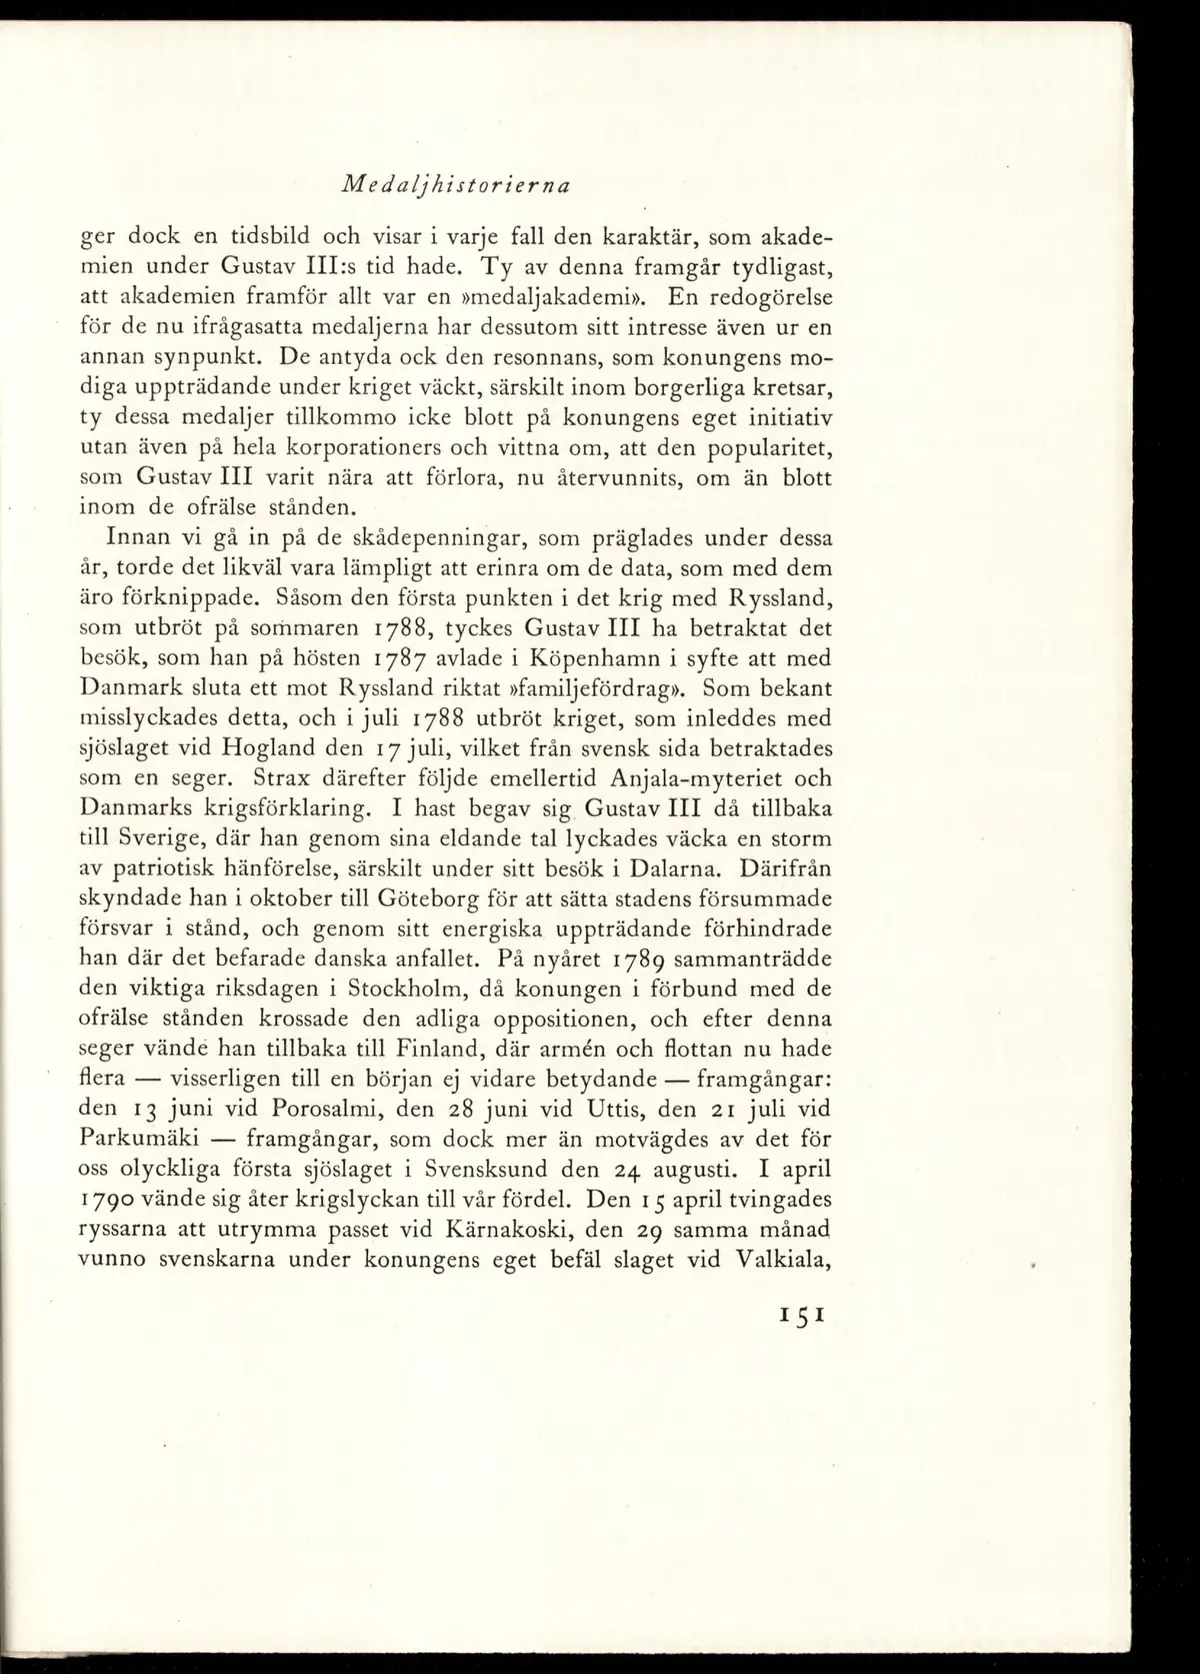 Medaljhistorierna
ger dock en tidsbild och visar i varje fall den karaktär, som akade-
mien under Gustav III:s tid hade. Ty av denna framgår tydligast,
att akademien framför allt var en »medaljakademi». En redogörelse
för de nu ifrågasatta medaljerna har dessutom sitt intresse även ur en
annan synpunkt. De antyda ock den resonnans, som konungens mo-
diga uppträdande under kriget väckt, särskilt inom borgerliga kretsar,
ty dessa medaljer tillkommo icke blott på konungens eget initiativ
utan även på hela korporationers och vittna om, att den popularitet,
som Gustav III varit nära att förlora, nu återvunnits, om än blott
inom de ofrälse stånden.
Innan vi gå in på de skådepenningar, som präglades under dessa
år, torde det likväl vara lämpligt att erinra om de data, som med dem
äro förknippade. Såsom den första punkten i det krig med Ryssland,
som utbröt på sommaren 1788, tyckes Gustav III ha betraktat det
besök, som han på hösten 1787 avlade i Köpenhamn i syfte att med
Danmark sluta ett mot Ryssland riktat »familjefördrag». Som bekant
misslyckades detta, och i juli 1788 utbröt kriget, som inleddes med
sjöslaget vid Hogland den 17 juli, vilket från svensk sida betraktades
som en seger. Strax därefter följde emellertid Anjala-myteriet och
Danmarks krigsförklaring. I hast begav sig Gustav III då tillbaka
till Sverige, där han genom sina eldande tal lyckades väcka en storm
av patriotisk hänförelse, särskilt under sitt besök i Dalarna. Därifrån
skyndade han i oktober till Göteborg för att sätta stadens försummade
försvar i stånd, och genom sitt energiska uppträdande förhindrade
han där det befarade danska anfallet. På nyåret 1789 sammanträdde
den viktiga riksdagen i Stockholm, då konungen i förbund med de
ofrälse stånden krossade den adliga oppositionen, och efter denna
seger vände han tillbaka till Finland, där armén och flottan nu hade
flera — visserligen till en början ej vidare betydande — framgångar:
den 13 juni vid Porosalmi, den 28 juni vid Uttis, den 21 juli vid
Parkumäki — framgångar, som dock mer än motvägdes av det för
oss olyckliga första sjöslaget i Svensksund den 24 augusti. I april
1790 vände sig åter krigslyckan till vår fördel. Den 15 april tvingades
ryssarna att utrymma passet vid Kärnakoski, den 29 samma månad
vunno svenskarna under konungens eget befäl slaget vid Valkiala,
151